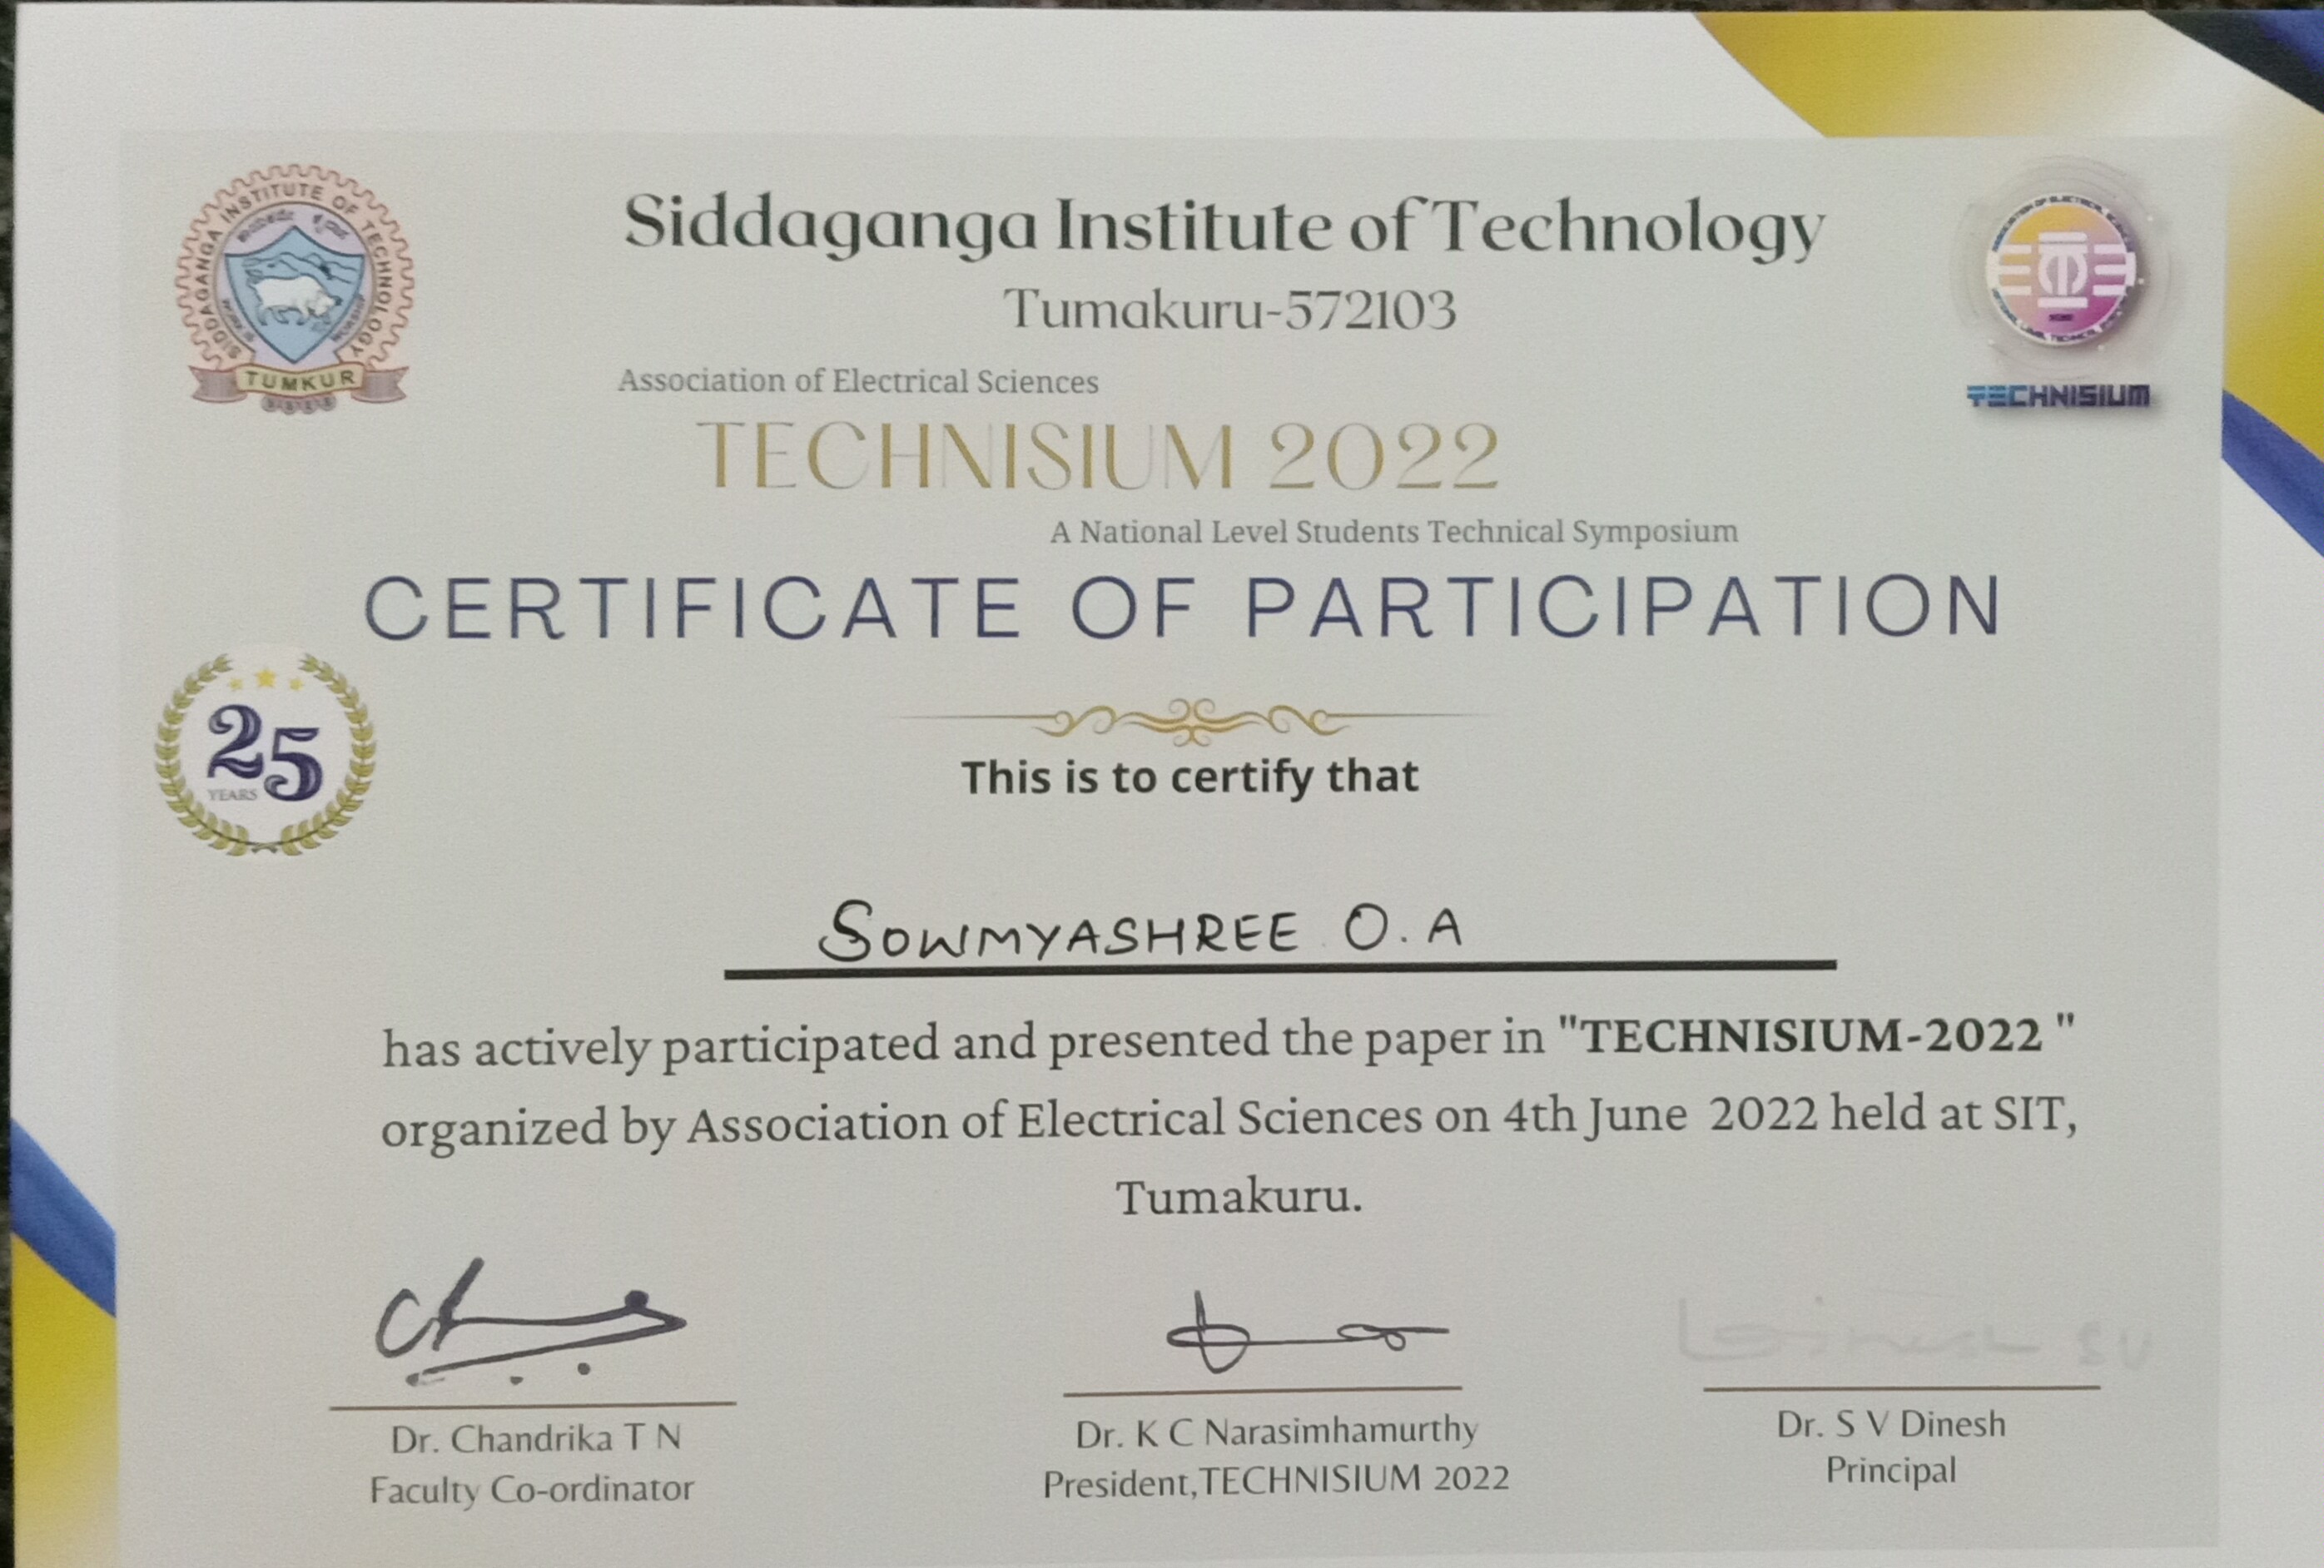 SIDDAGANGA INSTITUTE OF TECHNOLOGY
TUMKUR
Siddaganga Institute of Technology
Tumakuru-572103
TECHNISIUM
Association of Electrical Sciences
TECHNISIUM 2022
A National Level Students Technical Symposium
CERTIFICATE OF PARTICIPATION
25
YEARS
This is to certify that
SOWMYASHREE O.A
has actively participated and presented the paper in "TECHNISIUM-2022 "
organized by Association of Electrical Sciences on 4th June 2022 held at SIT,
Tumakuru.
Dr. Chandrika T N
Faculty Co-ordinator
Dr. K C Narasimhamurthy
President,TECHNISIUM 2022
Dr. S V Dinesh
Principal